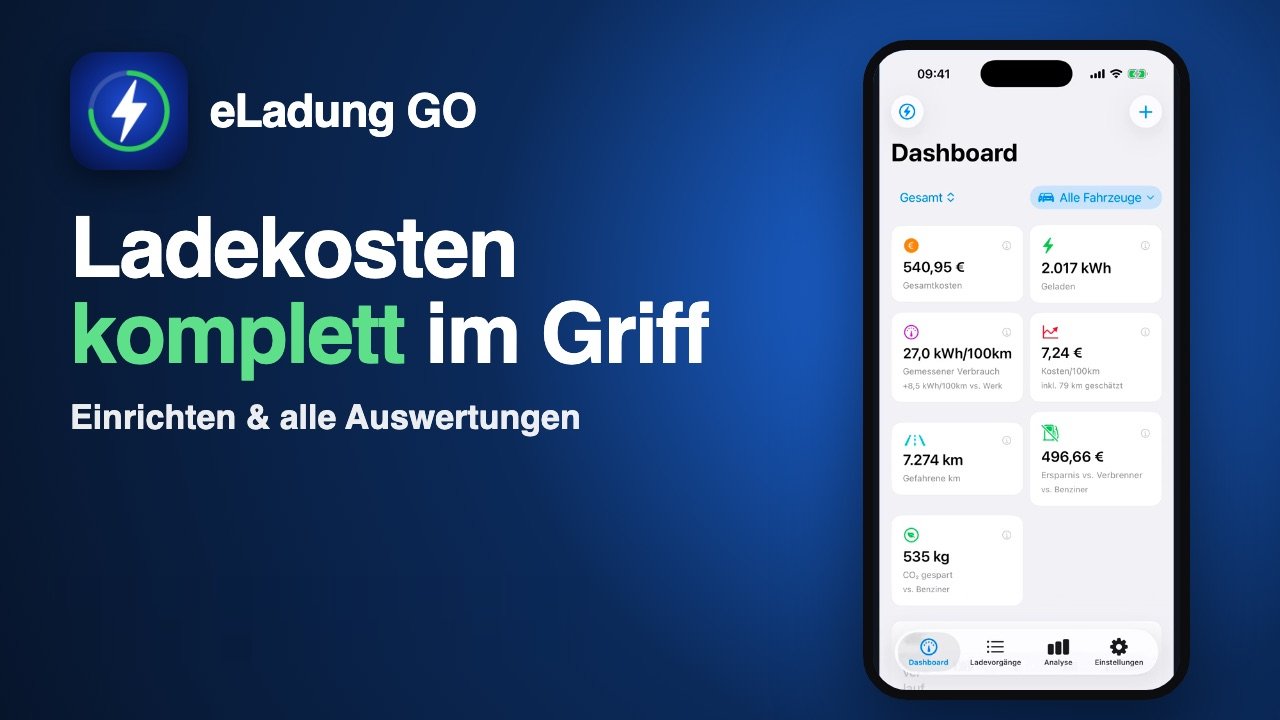 eLadung GO
Ladekosten
komplett im Griff
Einrichten & alle Auswertungen
09:41
Dashboard
Gesamt
Alle Fahrzeuge
540,95 €
Gesamtkosten
2.017 kWh
Geladen
27,0 kWh/100km
Gemessener Verbrauch
+8,5 kWh/100km vs. Werk
7,24 €
Kosten/100km
inkl. 79 km geschätzt
7.274 km
Gefahrene km
496,66 €
Ersparnis vs. Verbrenner
vs. Benziner
535 kg
CO₂ gespart
vs. Benziner
Dashboard
Ladevorgänge
Analyse
Einstellungen